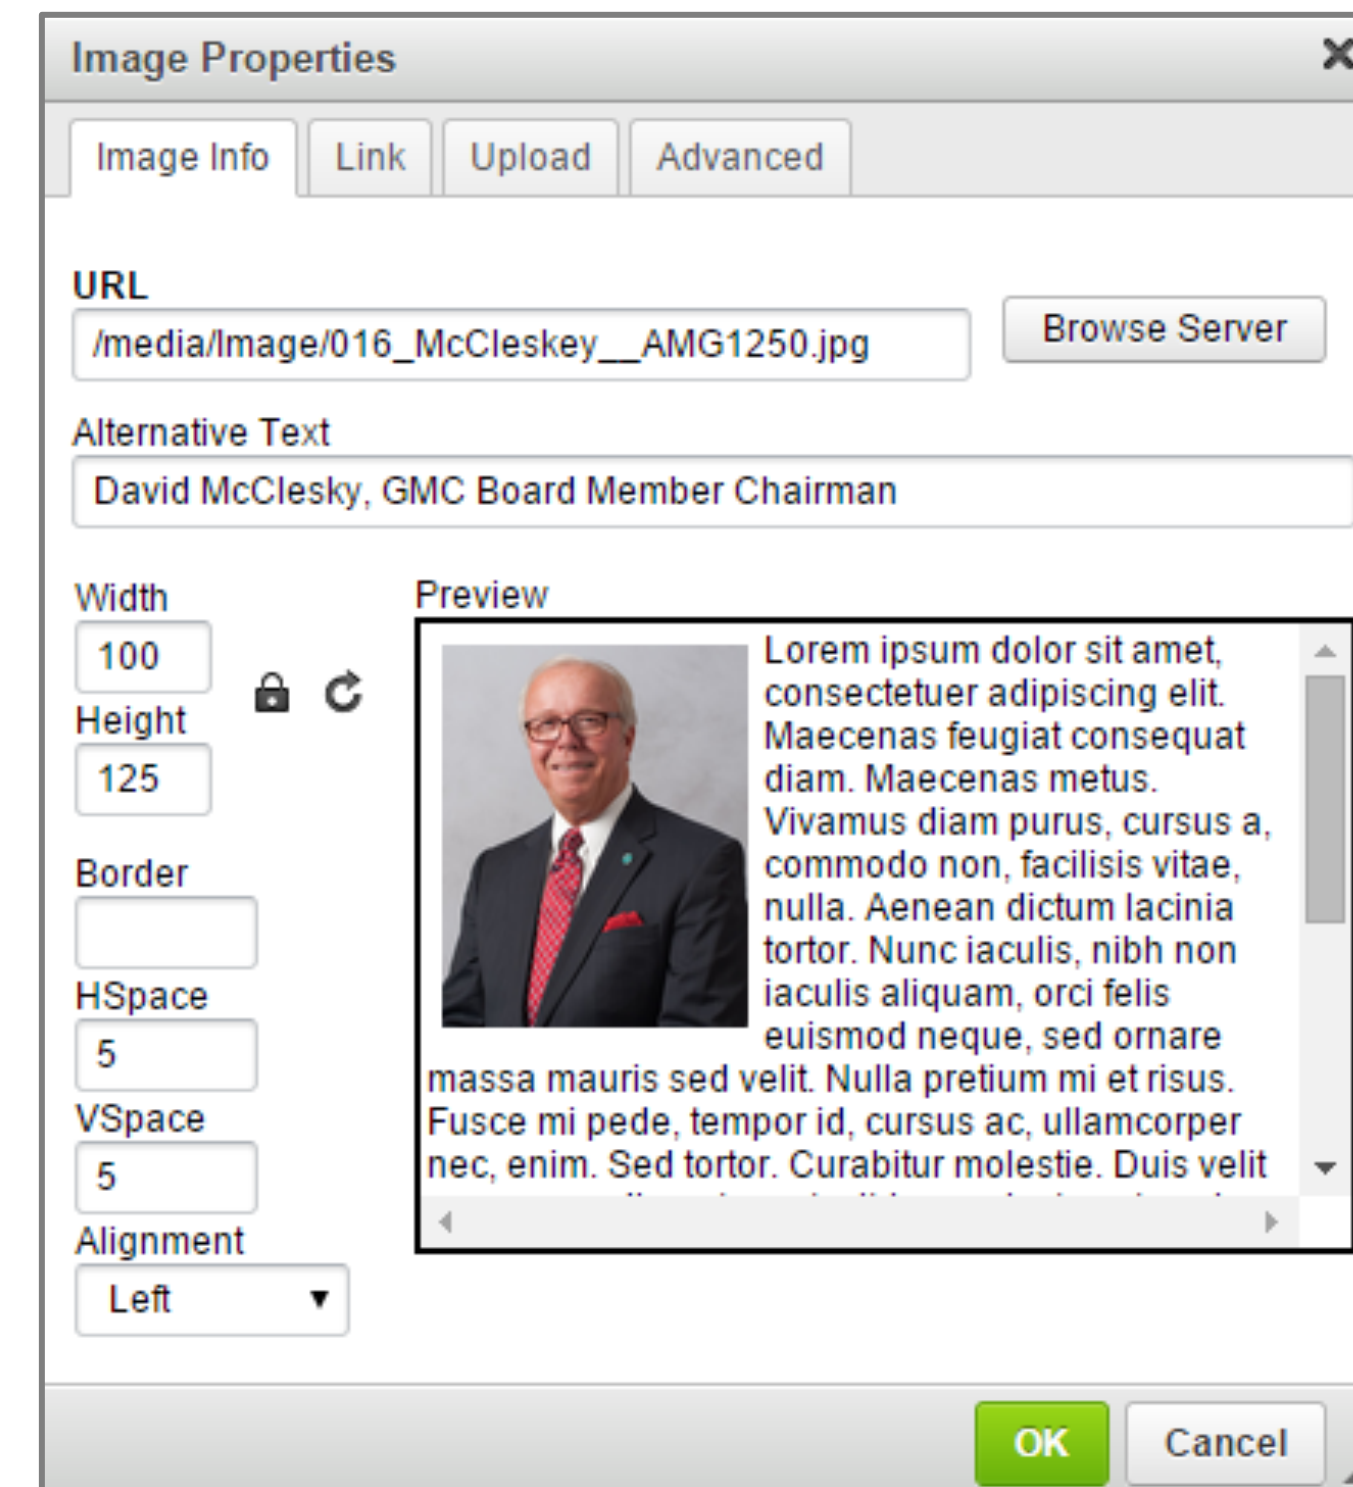 Image Properties
Image Info Link Upload Advanced
URL
/media/Image/016_McCleskey__AMG1250.jpg Browse Server
Alternative Text
David McClesky, GMC Board Member Chairman
Width
100
Height
125
Border
HSpace
5
VSpace
5
Alignment
Left
Preview
Lorem ipsum dolor sit amet,
consectetuer adipiscing elit.
Maecenas feugiat consequat
diam. Maecenas metus.
Vivamus diam purus, cursus a,
commodo non, facilisis vitae,
nulla. Aenean dictum lacinia
tortor. Nunc iaculis, nibh non
iaculis aliquam, orci felis
euismod neque, sed ornare
massa mauris sed velit. Nulla pretium mi et risus.
Fusce mi pede, tempor id, cursus ac, ullamcorper
nec, enim. Sed tortor. Curabitur molestie. Duis velit
OK Cancel